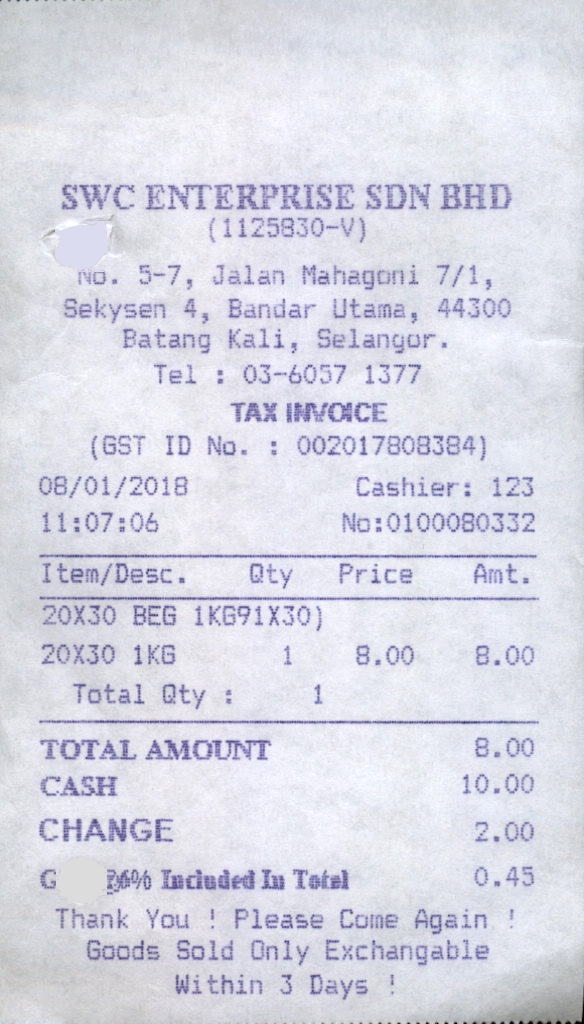 SWC ENTERPRISE SDN BHD
(1125830-V)
No. 5-7, Jalan Mahagoni 7/1,
Sekysen 4, Bandar Utama, 44300
Batang Kali, Selangor.
Tel : 03-6057 1377
TAX INVOICE
(GST ID No. : 002017808384)
08/01/2018 Cashier: 123
11:07:06 No:0100080332
Item/Desc. Qty Price Amt.
20X30 BEG 1KG91X30)
20X30 1KG 1 8.00 8.00
Total Qty : 1
TOTAL AMOUNT 8.00
CASH 10.00
CHANGE 2.00
6% Included In Total 0.45
Thank You ! Please Come Again !
Goods Sold Only Exchangable
Within 3 Days !